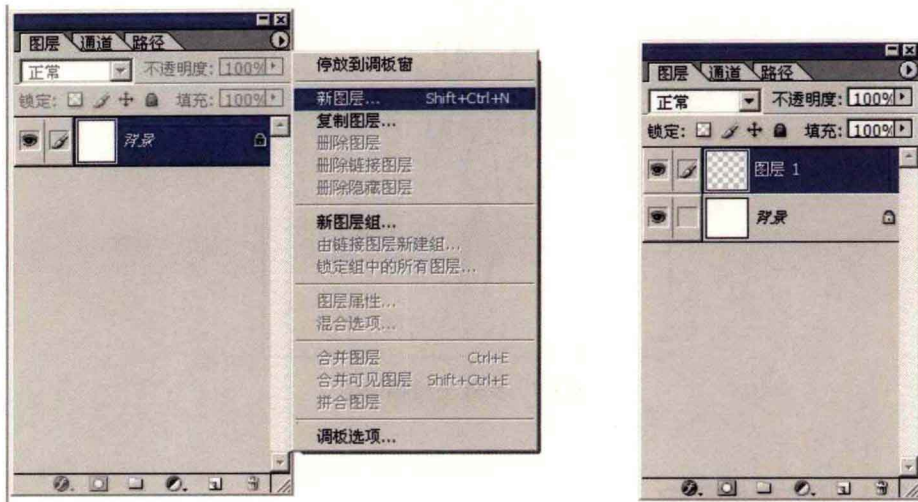 图层 通道 路径
正常 不透明度: 100%
锁定: 填充: 100%
背景
停放到调板窗
新图层... Shift+Ctrl+N
复制图层...
删除图层
删除链接图层
删除隐藏图层
新图层组...
由链接图层新建组...
锁定组中的所有图层...
图层属性...
混合选项...
合并图层 Ctrl+E
合并可见图层 Shift+Ctrl+E
拼合图层
调板选项...
图层 通道 路径
正常 不透明度: 100%
锁定: 填充: 100%
图层 1
背景